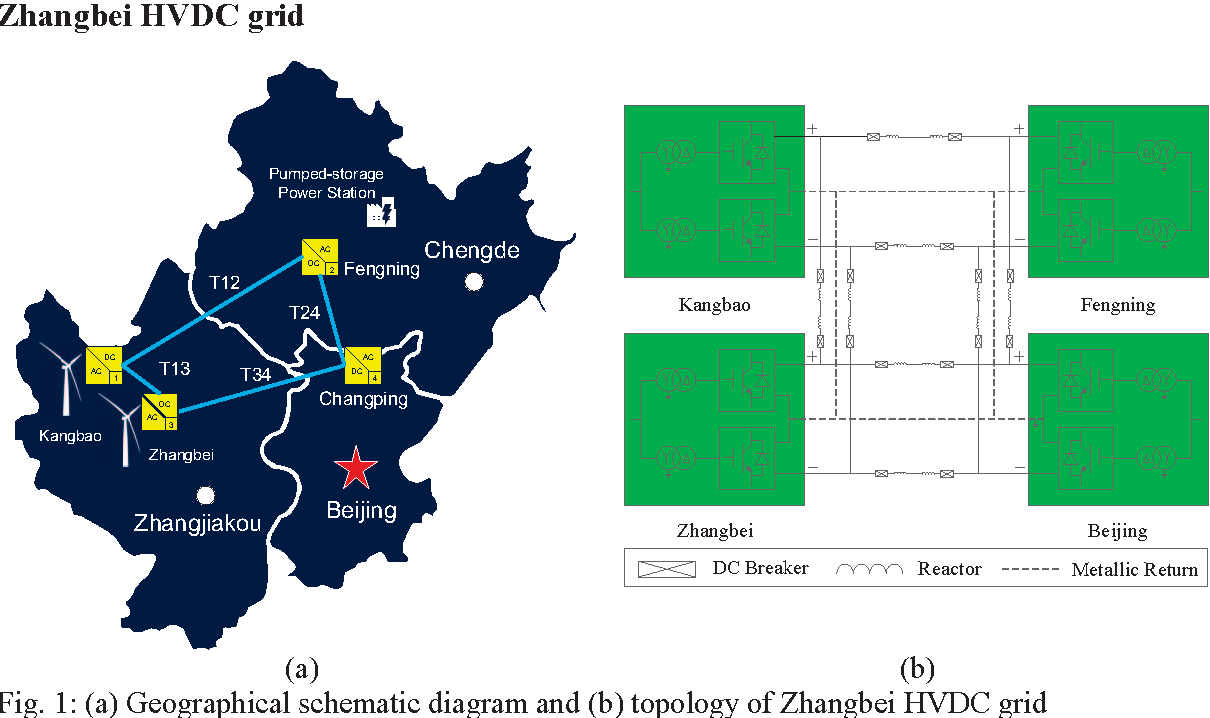 Zhangbei HVDC grid
Pumped-storage
Power Station
Chengde
AC
OC
2
Fengning
T12
T24
DC
AC
1
T13
T34
AC
DC
4
OC
AC
3
Changping
Kangbao
Zhangbei
Zhangjiakou
Beijing
(a)
+
+
−
−
Kangbao
Fengning
+
+
−
−
Zhangbei
Beijing
DC Breaker
Reactor
Metallic Return
(b)
Fig. 1: (a) Geographical schematic diagram and (b) topology of Zhangbei HVDC grid